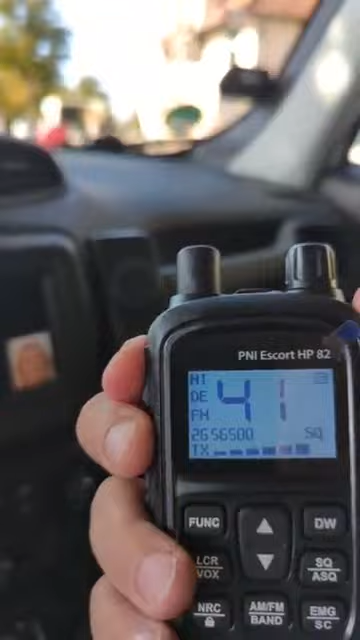 PNI Escort HP 82
HI
DE 41
FM
26 56500 SQ
TX
FUNC
DW
LCR
VOX
SQ
ASQ
NRC
AM/FM
BAND
EMG
SC